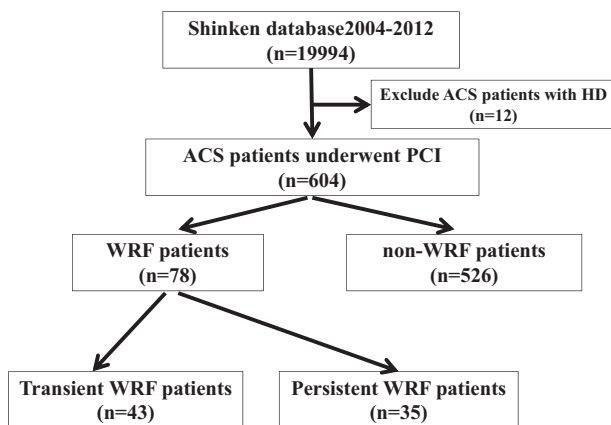 Shinken database2004-2012
(n=19994)
Exclude ACS patients with HD
(n=12)
ACS patients underwent PCI
(n=604)
WRF patients
(n=78)
non-WRF patients
(n=526)
Transient WRF patients
(n=43)
Persistent WRF patients
(n=35)